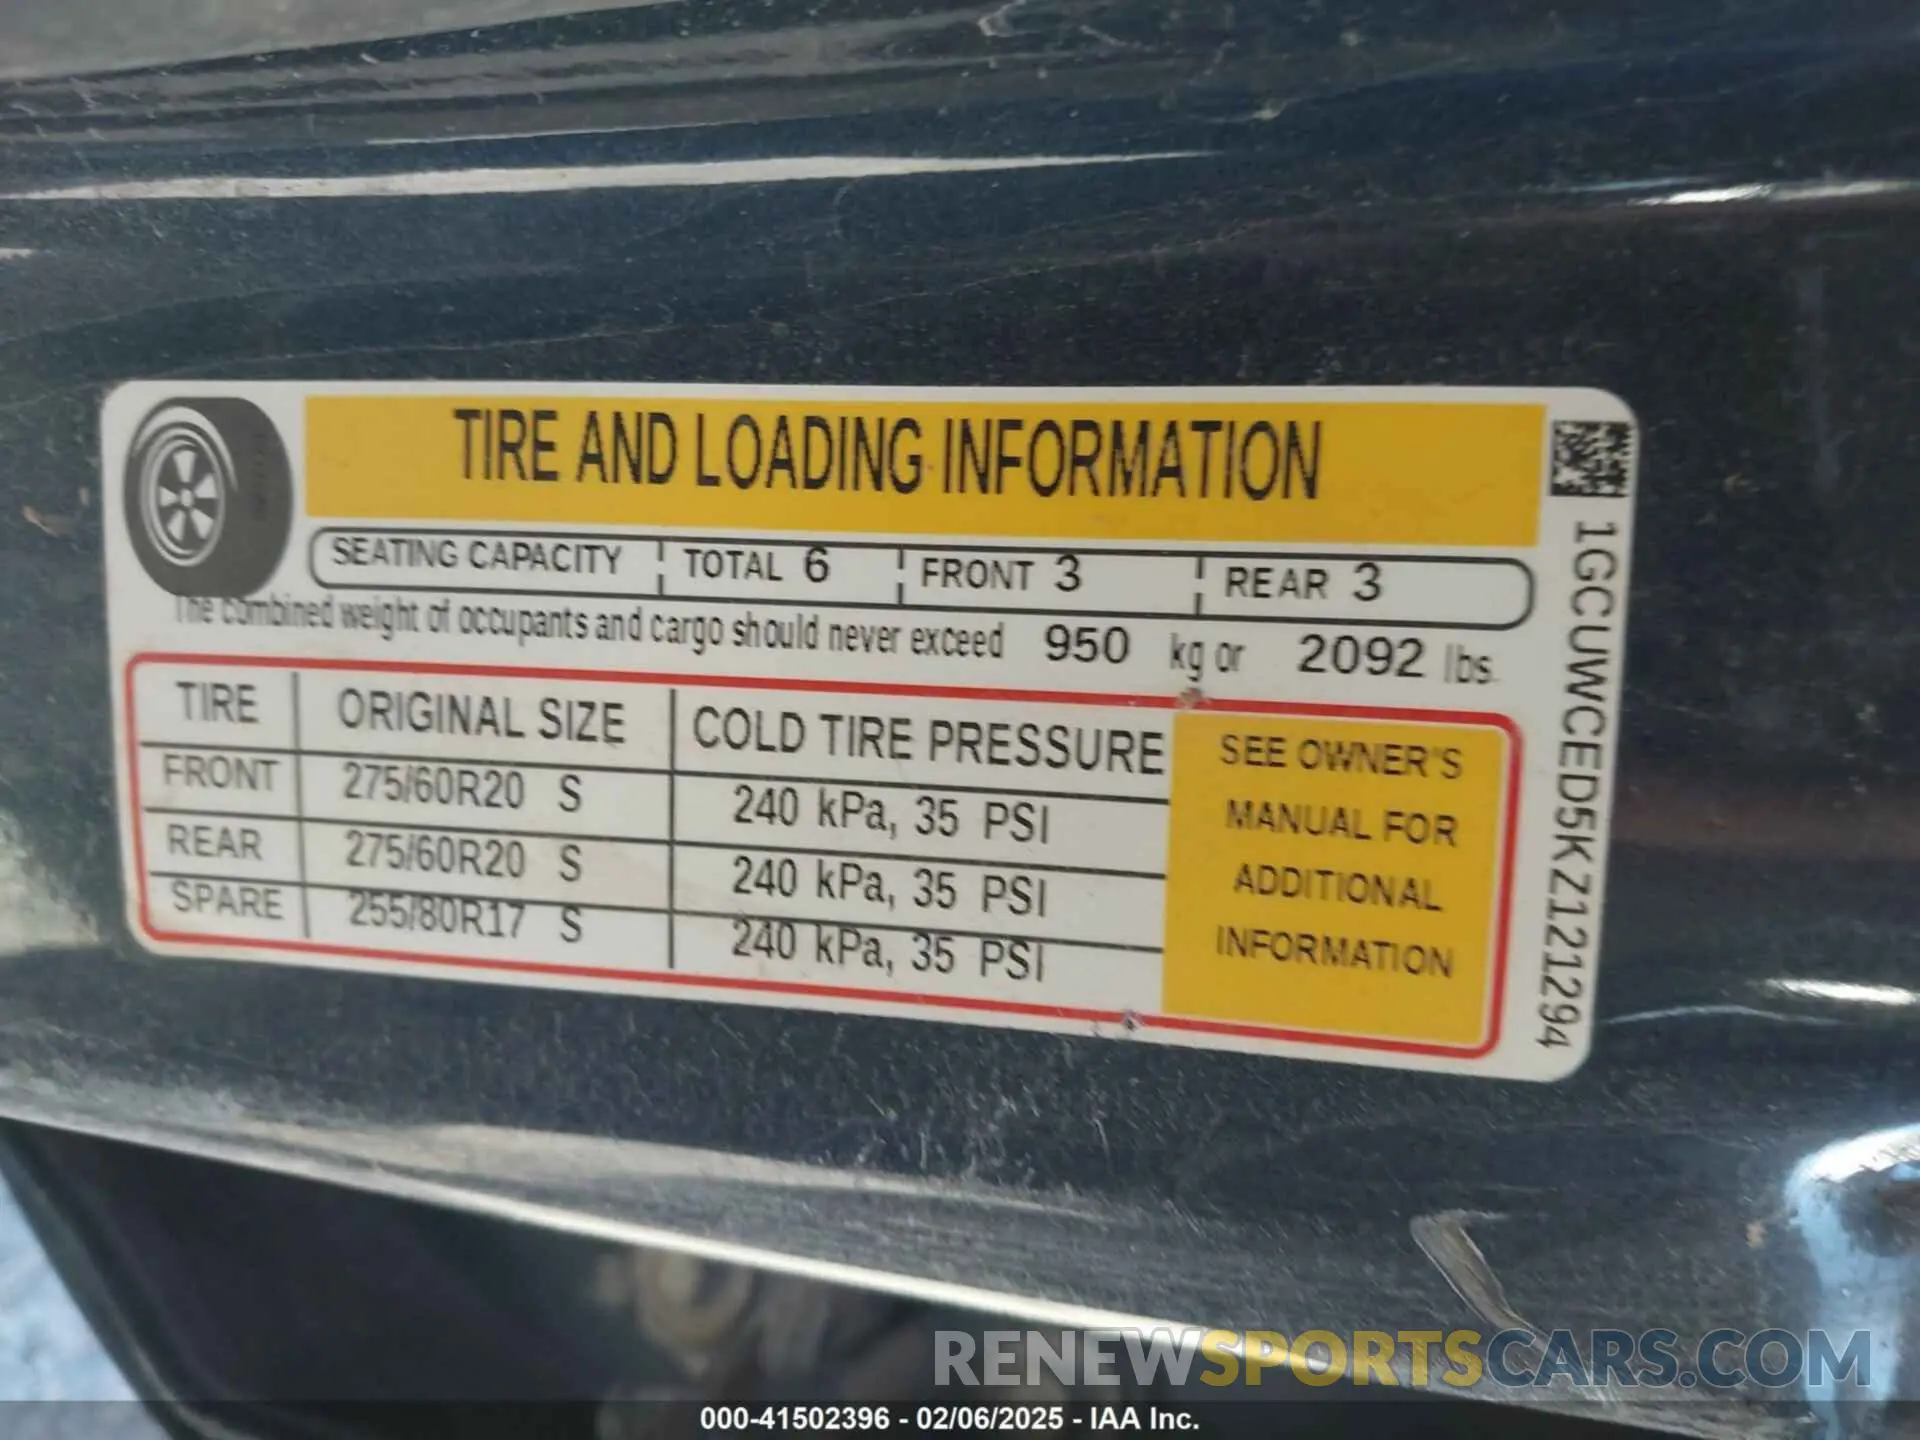 TIRE AND LOADING INFORMATION
SEATING CAPACITY TOTAL 6 FRONT 3 REAR 3
The combined weight of occupants and cargo should never exceed 950 kg or 2092 lbs.
TIRE ORIGINAL SIZE COLD TIRE PRESSURE
FRONT 275/60R20 S 240 kPa, 35 PSI
REAR 275/60R20 S 240 kPa, 35 PSI
SPARE 255/80R17 S 240 kPa, 35 PSI
SEE OWNER"S
MANUAL FOR
ADDITIONAL
INFORMATION
1GCUWCED5KZ121294
RENEWSPORTSCARS.COM
000-41502396 - 02/06/2025 - IAA Inc.